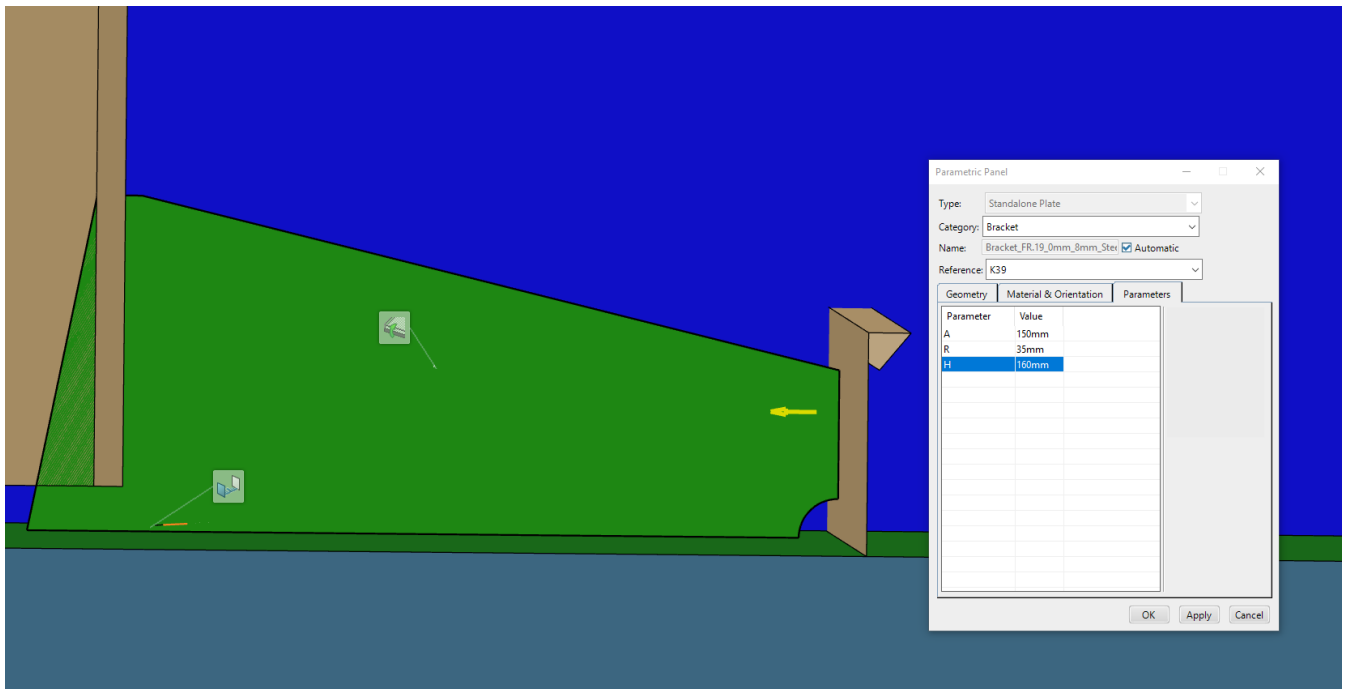 Parametric Panel
Type: Standalone Plate
Category: Bracket
Name: Bracket_FR.19_0mm_8mm_Stee Automatic
Reference: K39
Geometry Material & Orientation Parameters
Parameter Value
A 150mm
R 35mm
H 160mm
OK Apply Cancel